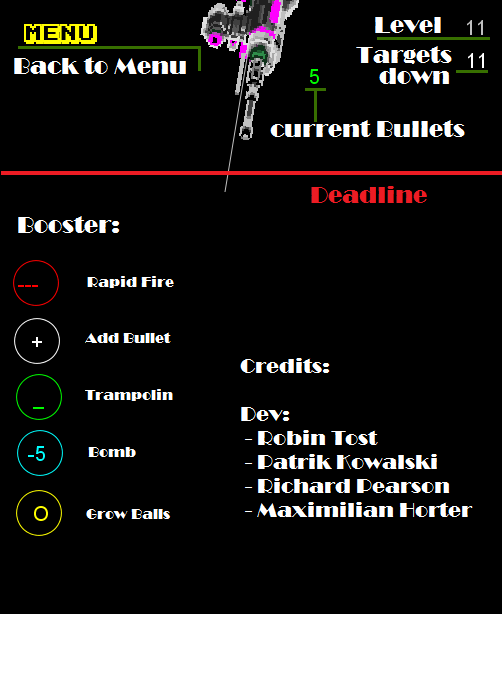 MENU
Back to Menu
Level 11
Targets down 11
5
current Bullets
Deadline
Booster:
--- Rapid Fire
+ Add Bullet
_ Trampolin
-5 Bomb
O Grow Balls
Credits:
Dev:
- Robin Tost
- Patrik Kowalski
- Richard Pearson
- Maximilian Horter